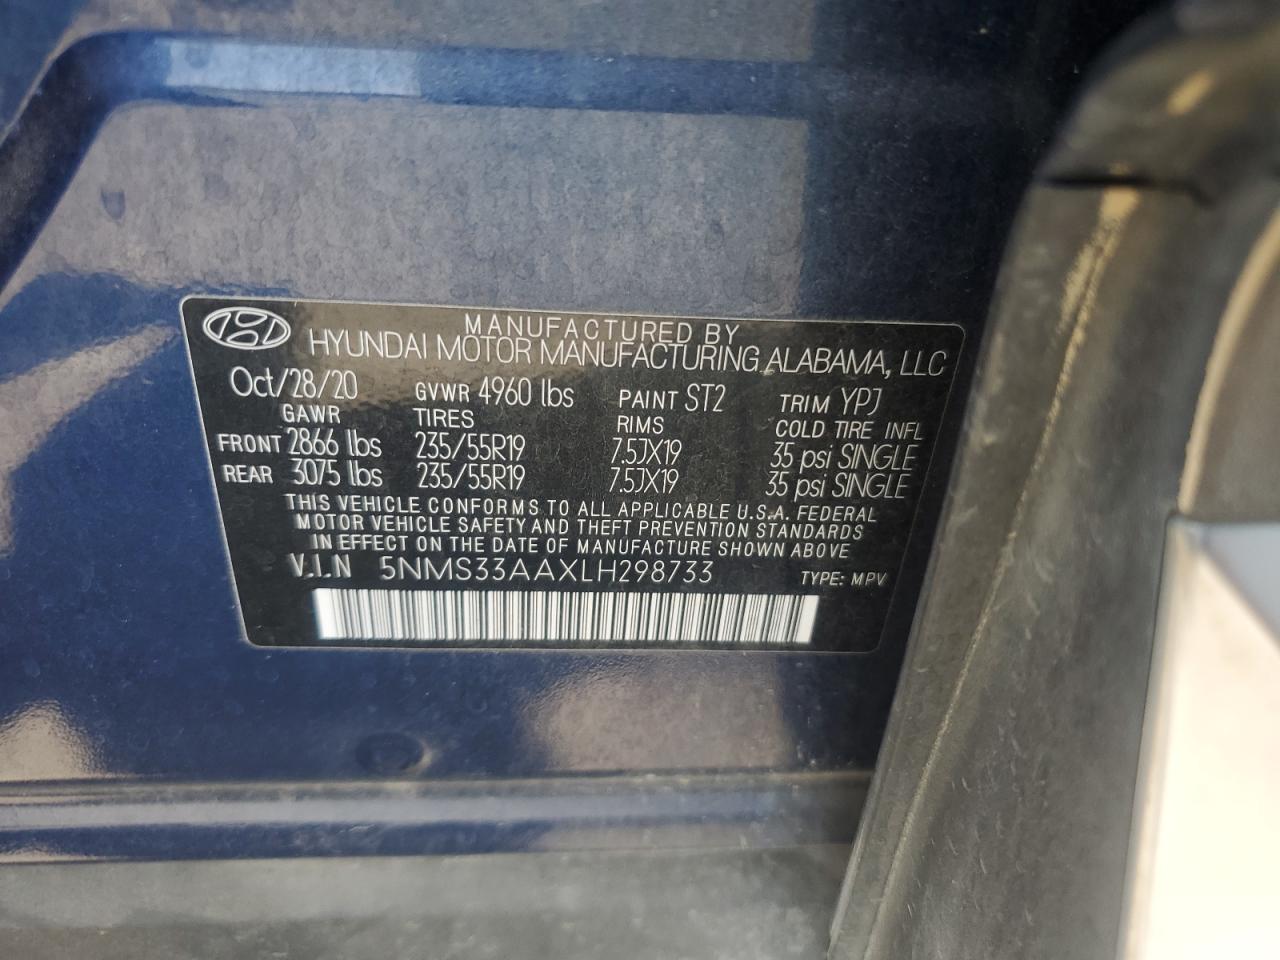 MANUFACTURED BY
HYUNDAI MOTOR MANUFACTURING ALABAMA, LLC
Oct/28/20 GVWR 4960 lbs PAINT ST2 TRIM YPJ
GAWR TIRES RIMS COLD TIRE INFL
FRONT 2866 lbs 235/55R19 7.5JX19 35 psi SINGLE
REAR 3075 lbs 235/55R19 7.5JX19 35 psi SINGLE
THIS VEHICLE CONFORMS TO ALL APPLICABLE U.S.A. FEDERAL
MOTOR VEHICLE SAFETY AND THEFT PREVENTION STANDARDS
IN EFFECT ON THE DATE OF MANUFACTURE SHOWN ABOVE
V.I.N 5NMS33AAXLH298733 TYPE: MPV